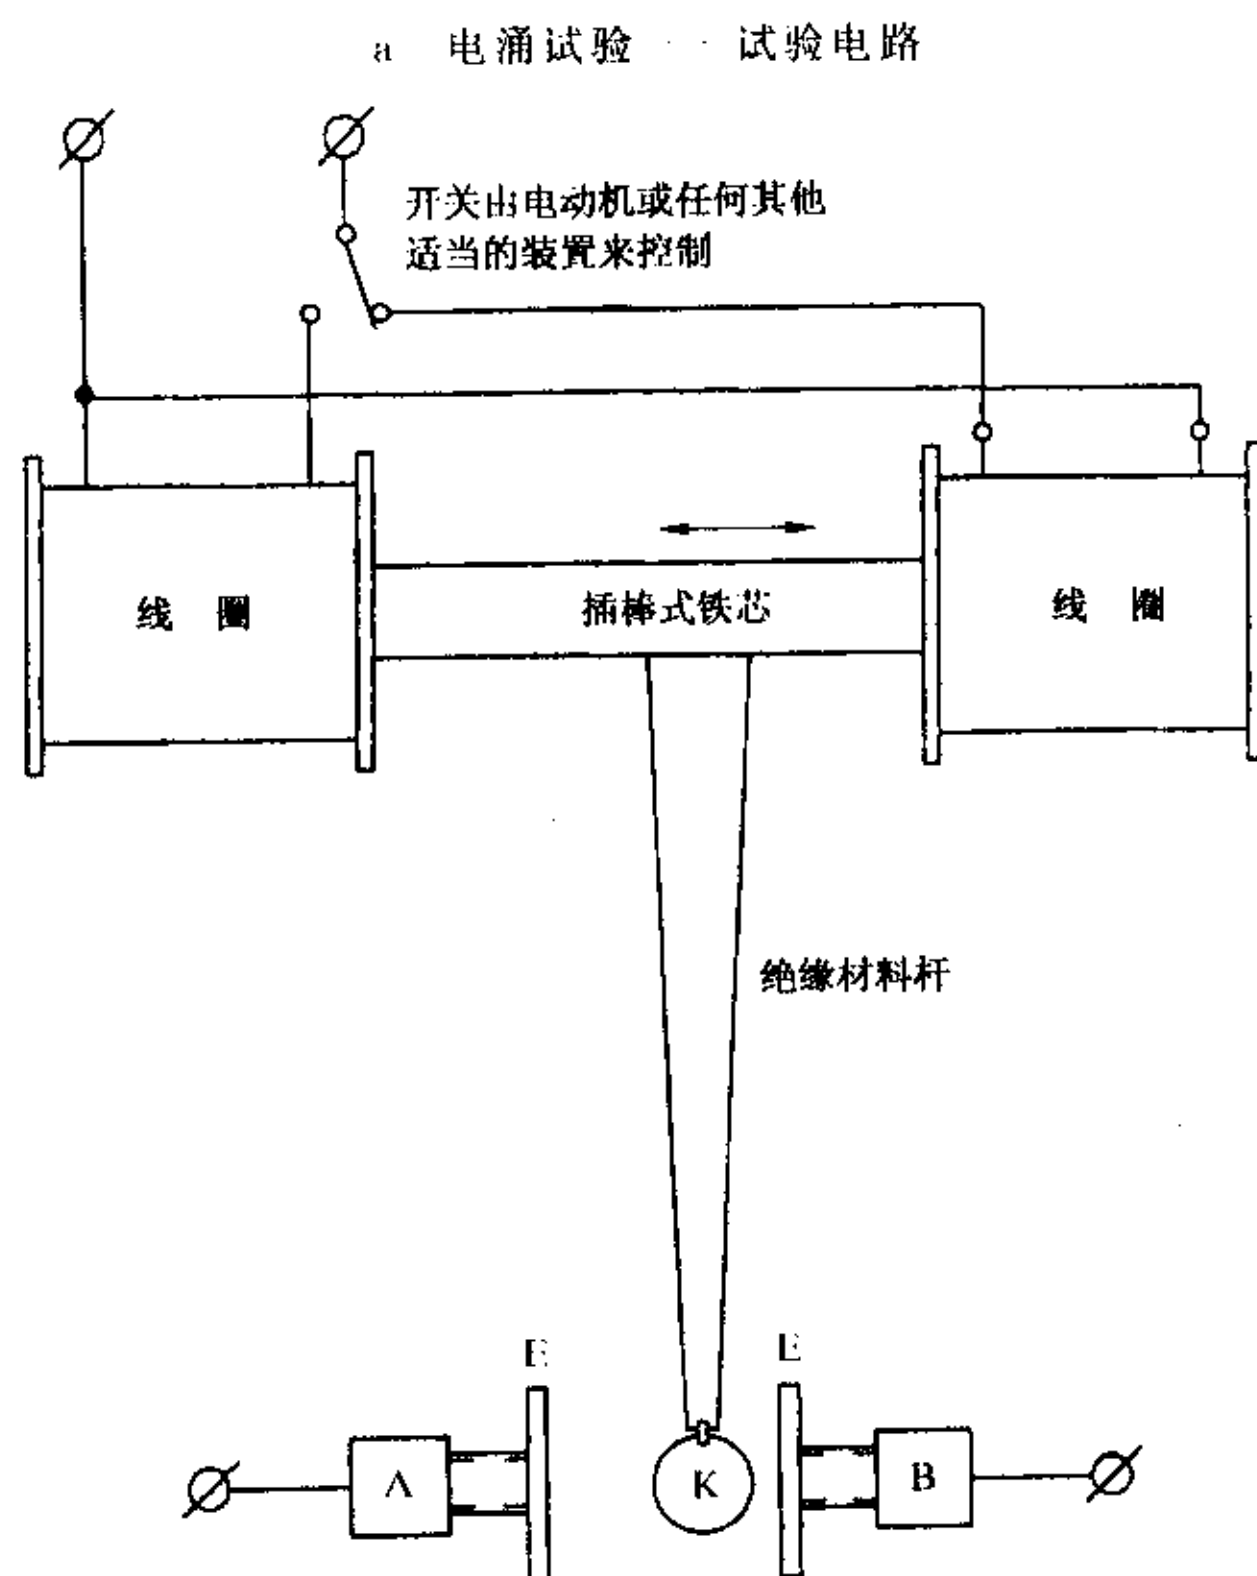 a 电涌试验 — 试验电路
开关由电动机或任何其他
适当的装置来控制
线 圈
插棒式铁芯
线 圈
绝缘材料杆
E
E
A
K
B